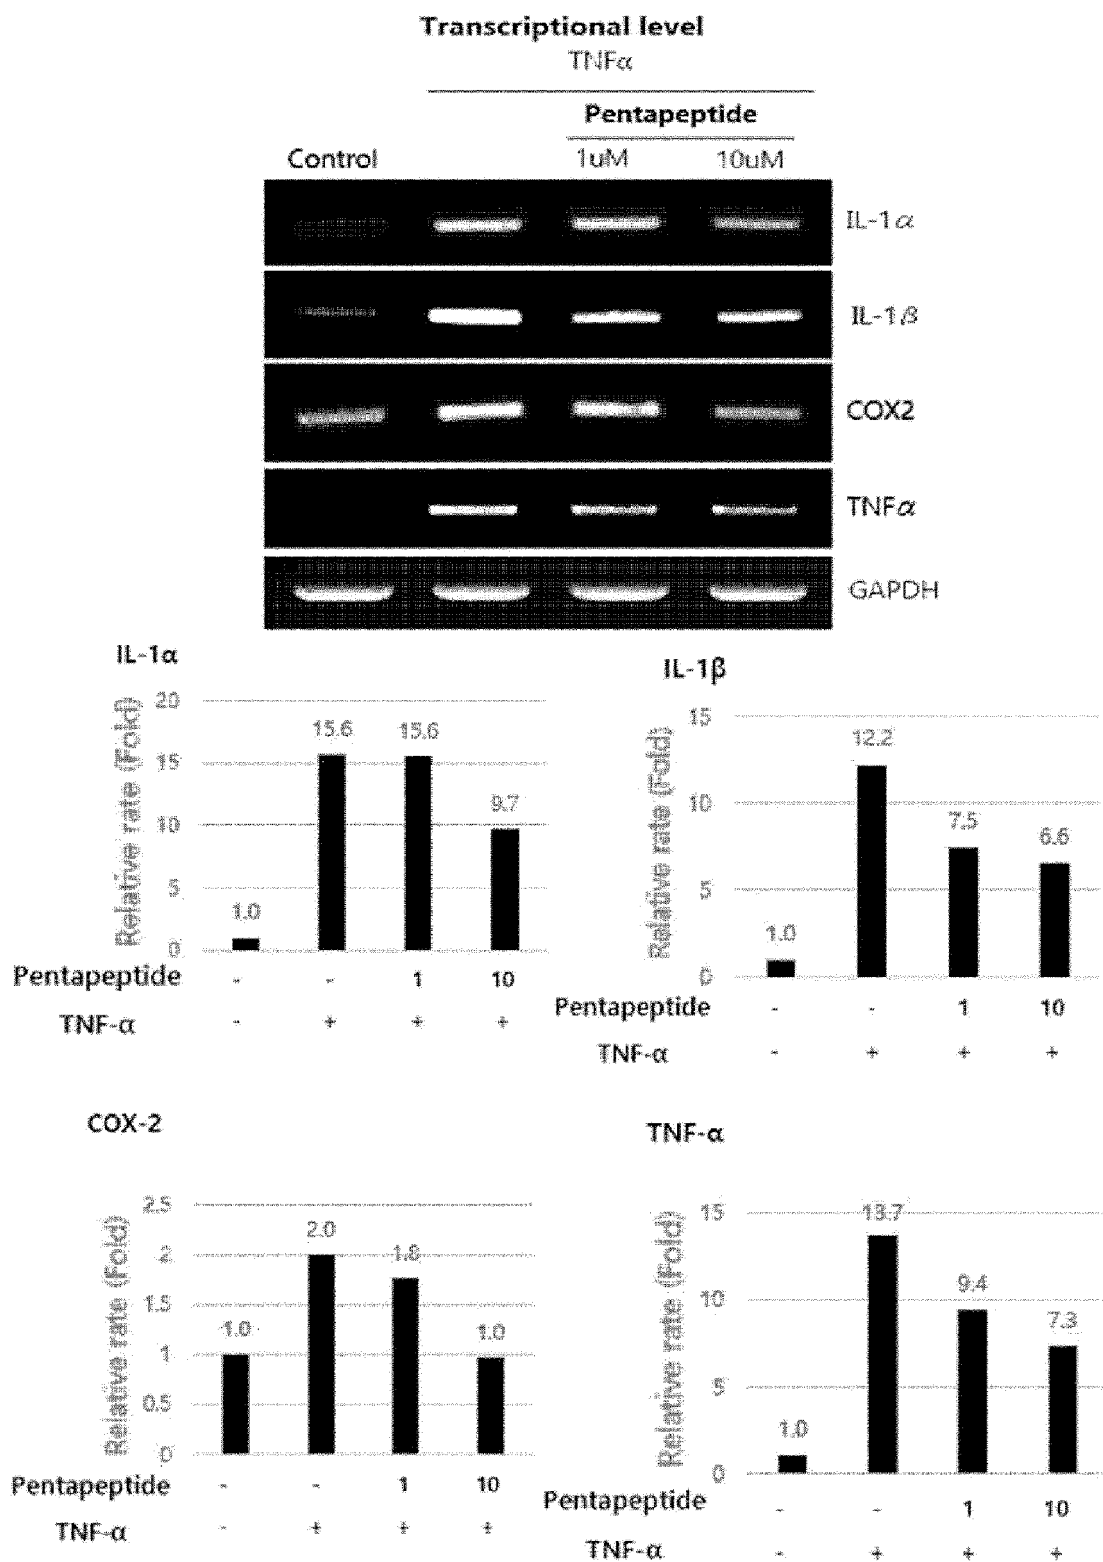 Transcriptional level
TNFα
Pentapeptide
Control 1uM 10uM
IL-1α
IL-1β
COX2
TNFα
GAPDH
IL-1α
Relative rate (Fold)
20
15
10
5
0
1.0 15.6 15.6 9.7
Pentapeptide - - 1 10
TNF-α - + + +
IL-1β
Relative rate (Fold)
15
10
5
0
1.0 12.2 7.5 6.6
Pentapeptide - - 1 10
TNF-α - + + +
COX-2
Relative rate (Fold)
2.5
2
1.5
1
0.5
0
1.0 2.0 1.8 1.0
Pentapeptide - - 1 10
TNF-α - + + +
TNF-α
Relative rate (Fold)
15
10
5
0
1.0 13.7 9.4 7.3
Pentapeptide - - 1 10
TNF-α - + + +